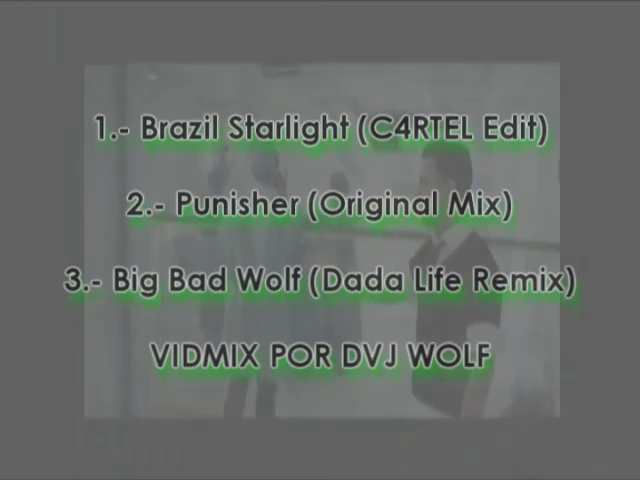 1.- Brazil Starlight (C4RTEL Edit)
2.- Punisher (Original Mix)
3.- Big Bad Wolf (Dada Life Remix)
VIDMIX POR DVJ WOLF